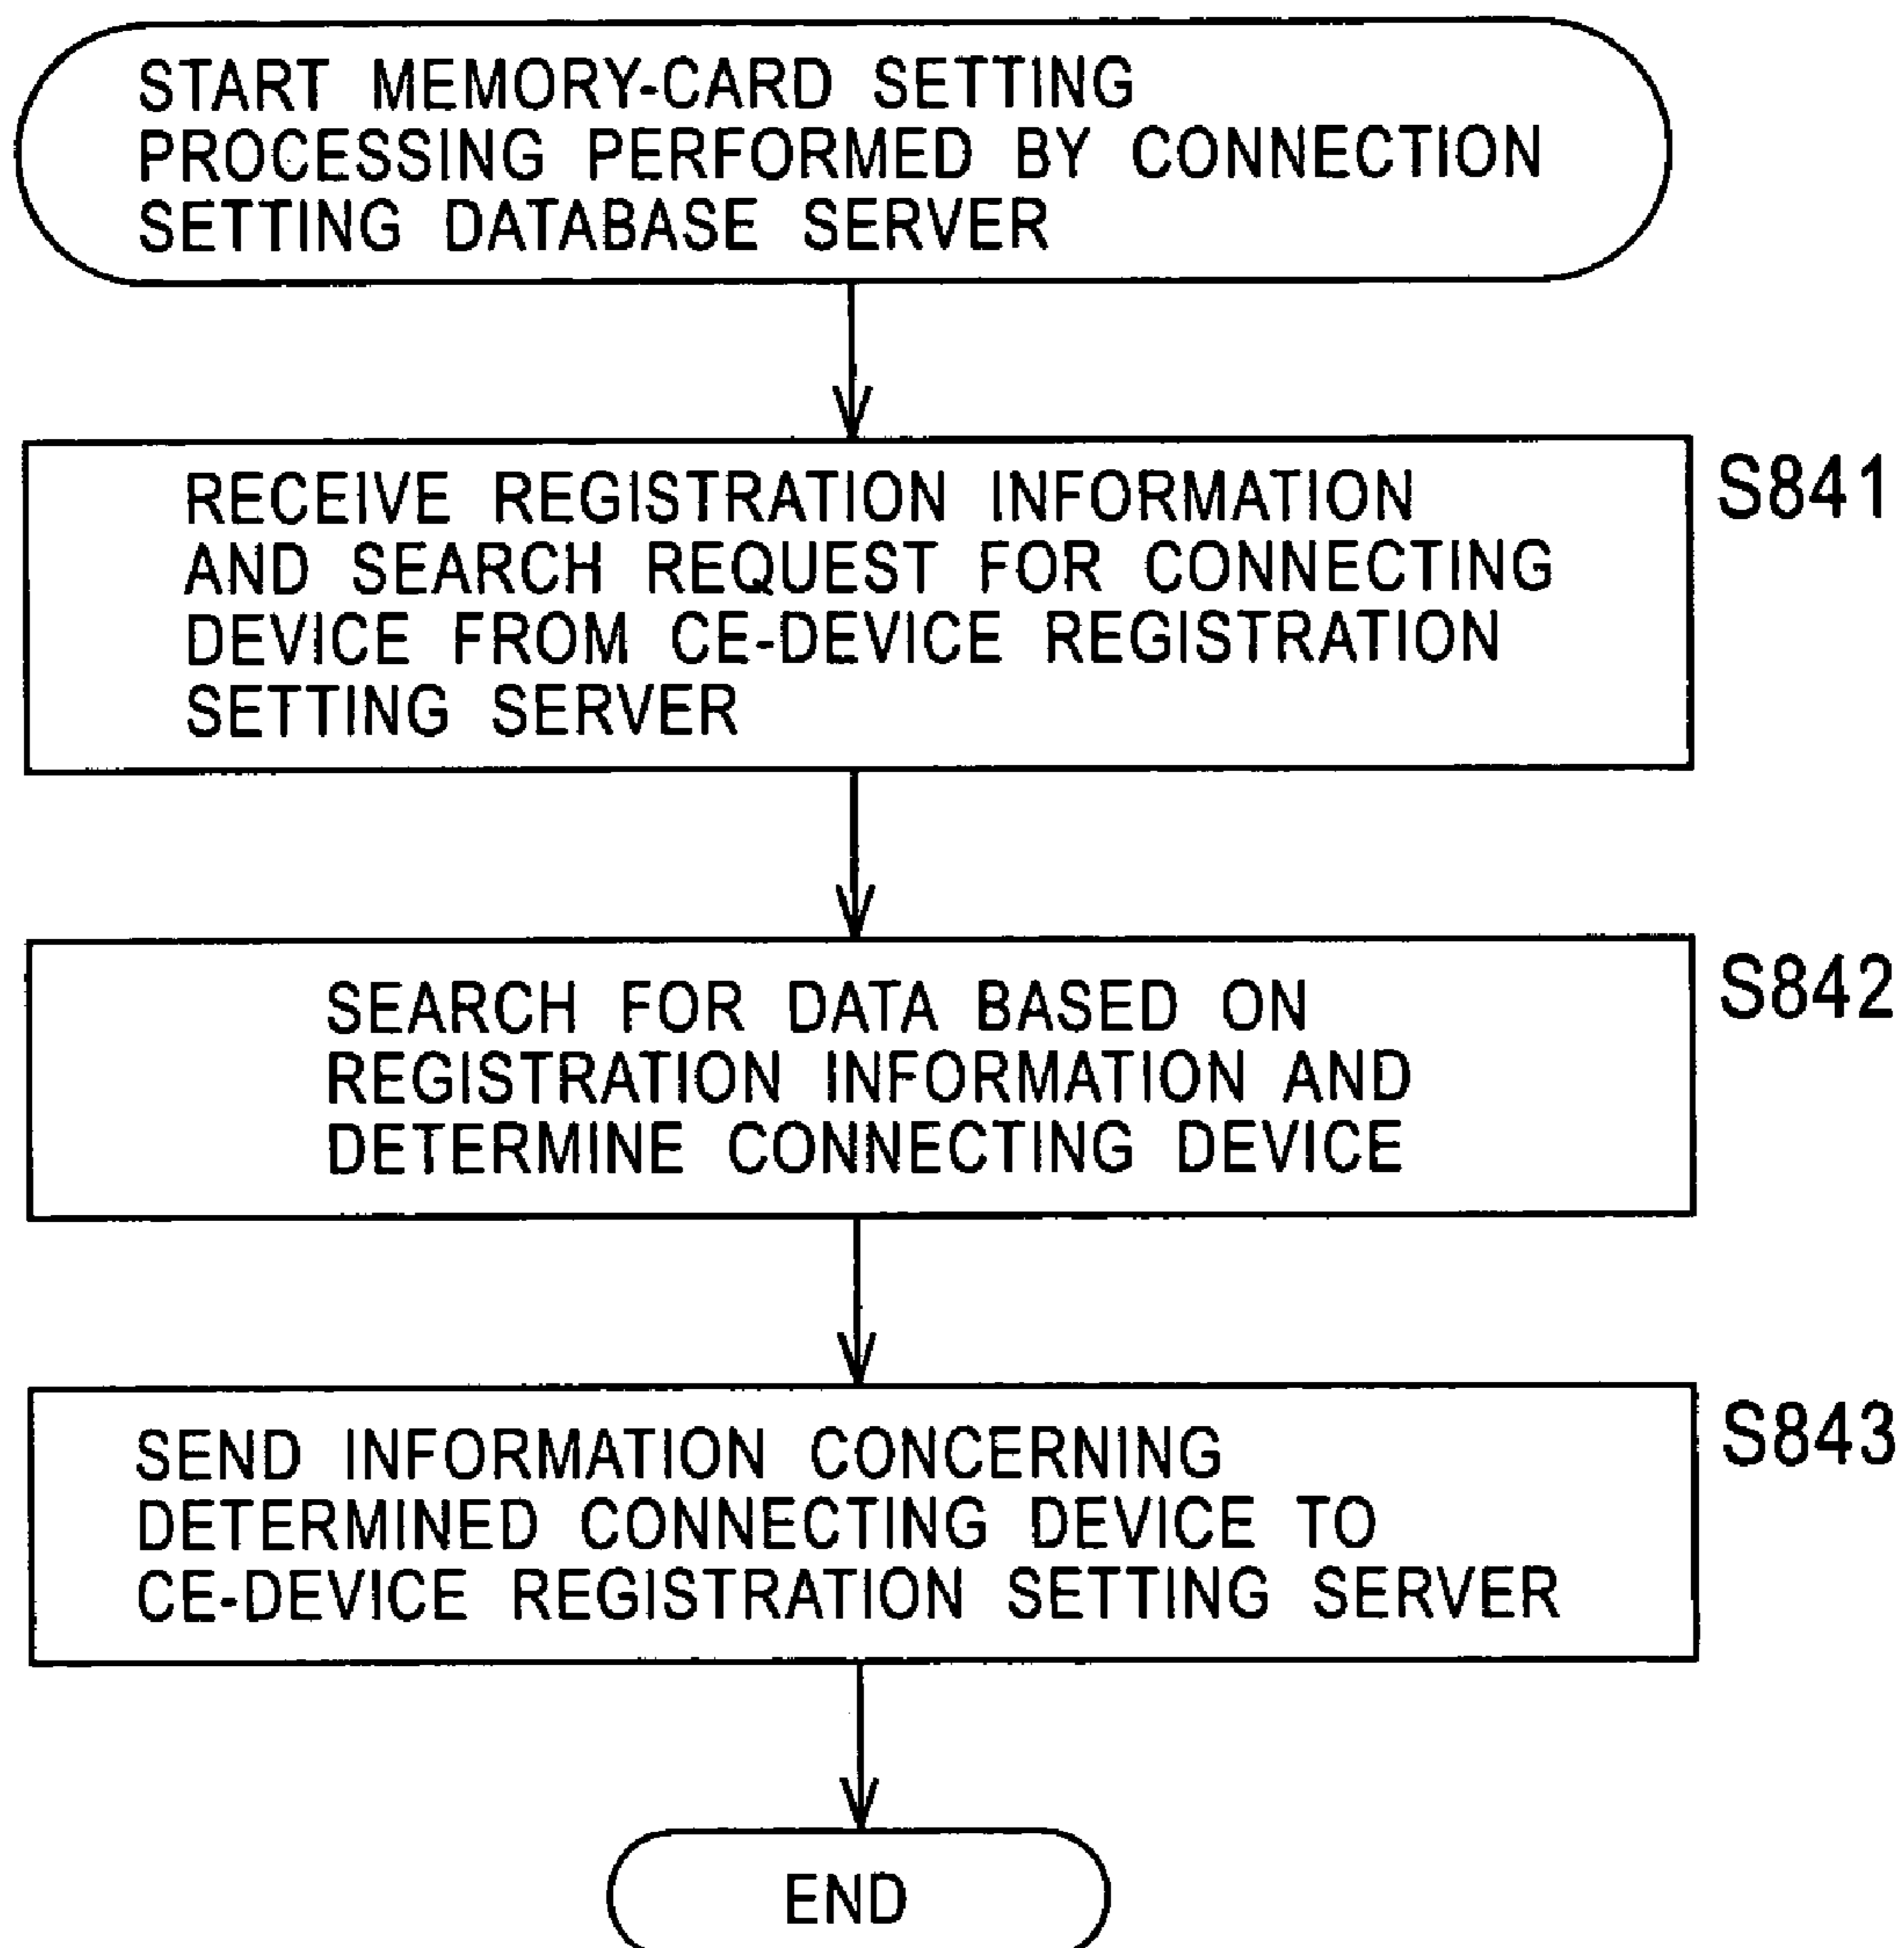 START MEMORY-CARD SETTING
PROCESSING PERFORMED BY CONNECTION
SETTING DATABASE SERVER
RECEIVE REGISTRATION INFORMATION
AND SEARCH REQUEST FOR CONNECTING
DEVICE FROM CE-DEVICE REGISTRATION
SETTING SERVER
S841
SEARCH FOR DATA BASED ON
REGISTRATION INFORMATION AND
DETERMINE CONNECTING DEVICE
S842
SEND INFORMATION CONCERNING
DETERMINED CONNECTING DEVICE TO
CE-DEVICE REGISTRATION SETTING SERVER
S843
END